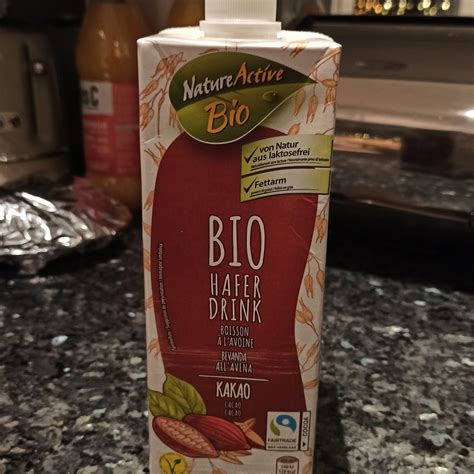 Nature Active
Bio
von Natur
aus laktosefrei
Fettarm
BIO
HAFER
DRINK
BOISSON
À L'AVOINE
BEVANDA
ALL'AVENA
KAKAO
CACAO
CACAO
FAIRTRADE
COCOA
C